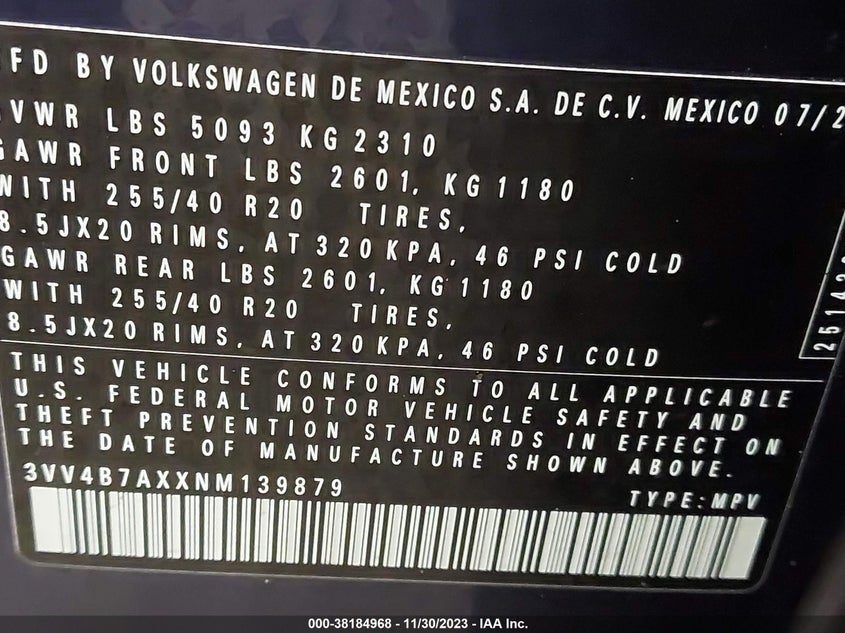 FD BY VOLKSWAGEN DE MEXICO S.A. DE C.V. MEXICO 07/2
VWR LBS 5093 KG 2310
GAWR FRONT LBS 2601, KG 1180
WITH 255/40 R20 TIRES,
8.5JX20 RIMS, AT 320 KPA, 46 PSI COLD
GAWR REAR LBS 2601, KG 1180
WITH 255/40 R20 TIRES,
8.5JX20 RIMS, AT 320 KPA, 46 PSI COLD
THIS VEHICLE CONFORMS TO ALL APPLICABLE
U.S. FEDERAL MOTOR VEHICLE SAFETY AND
THEFT PREVENTION STANDARDS IN EFFECT ON
THE DATE OF MANUFACTURE SHOWN ABOVE.
3VV4B7AXXNM139879
TYPE:MPV
000-38184968 - 11/30/2023 - IAA Inc.